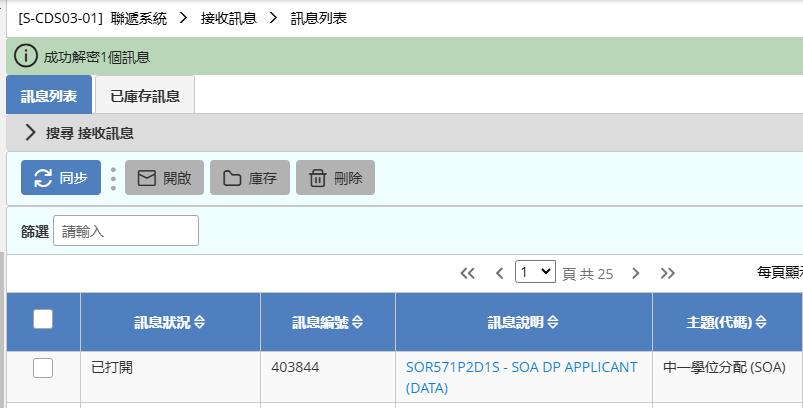 [S-CDS03-01] 聯遞系統 > 接收訊息 > 訊息列表
成功解密1個訊息
訊息列表 已庫存訊息
搜尋 接收訊息
同步 開啟 庫存 刪除
篩選 請輸入
1 頁 共 25 每頁顯示
訊息狀況 訊息編號 訊息說明 主題(代碼)
已打開 403844 SOR571P2D1S - SOA DP APPLICANT 中一學位分配 (SOA)
(DATA)